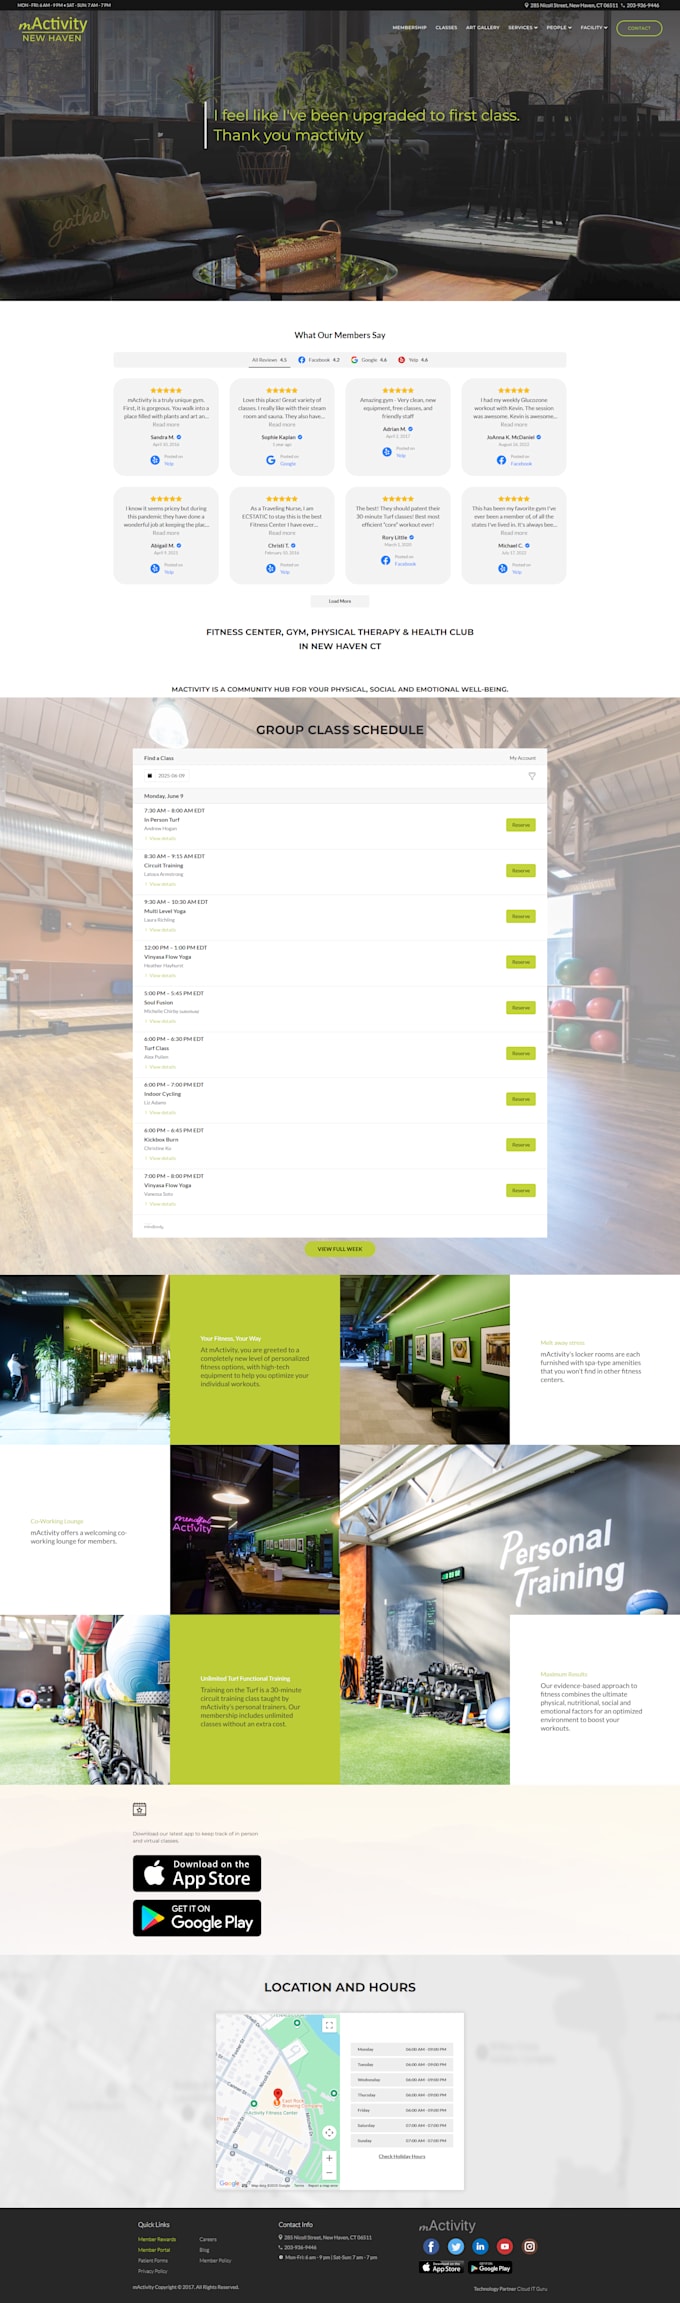 MON - FRI: 6 AM - 9 PM • SAT - SUN: 7 AM - 7 PM
285 Nicoll Street, New Haven, CT 06511
203-936-9446
mActivity
NEW HAVEN
MEMBERSHIP
CLASSES
ART GALLERY
SERVICES
PEOPLE
FACILITY
CONTACT
I feel like I've been upgraded to first class.
Thank you mactivity
gather
What Our Members Say
All Reviews 4.5
Facebook 4.2
Google 4.6
Yelp 4.6
mActivity is a truly unique gym.
First, it is gorgeous. You walk into a
place filled with plants and art an...
Read more
Sandra M.
April 20, 2016
Posted on
Yelp
Love this place! Great variety of
classes. I really like with their steam
room and sauna. They also have...
Read more
Sophie Kaplan
1 year ago
Posted on
Google
Amazing gym - Very clean, new
equipment, free classes, and
friendly staff
Adrian M.
April 2, 2017
Posted on
Yelp
I had my weekly Glucozone
workout with Kevin. The session
was awesome. Kevin is awesome...
Read more
JoAnna K. McDaniel
August 26, 2022
Posted on
Facebook
I know it seems pricey but during
this pandemic they have done a
wonderful job at keeping the plac...
Read more
Abigail M.
April 9, 2021
Posted on
Yelp
As a Traveling Nurse, I am
ECSTATIC to stay this is the best
Fitness Center I have ever...
Read more
Christi T.
February 10, 2016
Posted on
Yelp
The best! They should patent their
30-minute Turf classes! Best most
efficient "core" workout ever!
Rory Little
March 1, 2020
Posted on
Facebook
This has been my favorite gym I've
ever been a member of, of all the
states I've lived in. It's always bee...
Read more
Michael C.
July 17, 2022
Posted on
Yelp
Load More
FITNESS CENTER, GYM, PHYSICAL THERAPY & HEALTH CLUB
IN NEW HAVEN CT
MACTIVITY IS A COMMUNITY HUB FOR YOUR PHYSICAL, SOCIAL AND EMOTIONAL WELL-BEING.
GROUP CLASS SCHEDULE
Find a Class
My Account
2025-06-09
Monday, June 9
7:30 AM – 8:00 AM EDT
In Person Turf
Andrew Hogan
View details
Reserve
8:30 AM – 9:15 AM EDT
Circuit Training
Latoya Armstrong
View details
Reserve
9:30 AM – 10:30 AM EDT
Multi Level Yoga
Laura Richling
View details
Reserve
12:00 PM – 1:00 PM EDT
Vinyasa Flow Yoga
Heather Hayhurst
View details
Reserve
5:00 PM – 5:45 PM EDT
Soul Fusion
View details
Reserve
6:00 PM – 6:30 PM EDT
Turf Class
Alex Pullen
View details
Reserve
6:00 PM – 7:00 PM EDT
Indoor Cycling
Liz Adams
View details
Reserve
6:00 PM – 6:45 PM EDT
Kickbox Burn
Christine Ko
View details
Reserve
7:00 PM – 8:00 PM EDT
Vinyasa Flow Yoga
Vanessa Soto
View details
Reserve
mindbody
VIEW FULL WEEK
Your Fitness, Your Way
At mActivity, you are greeted to a
completely new level of personalized
fitness options, with high-tech
equipment to help you optimize your
individual workouts.
Melt away stress
mActivity's locker rooms are each
furnished with spa-type amenities
that you won't find in other fitness
centers.
Co-Working Lounge
mActivity offers a welcoming co-
working lounge for members.
mindful
Activity
Personal
Training
Unlimited Turf Functional Training
Training on the Turf is a 30-minute
circuit training class taught by
mActivity's personal trainers. Our
membership includes unlimited
classes without an extra cost.
Maximum Results
Our evidence-based approach to
fitness combines the ultimate
physical, nutritional, social and
emotional factors for an optimized
environment to boost your
workouts.
Download our latest app to keep track of in person
and virtual classes.
Download on the
App Store
GET IT ON
Google Play
LOCATION AND HOURS
East Rock
Brewing Company
mActivity Fitness Center
Nicoll St
Willow St
Google
Map data ©2025 Google
Terms
Report a map error
Monday 06:00 AM - 09:00 PM
Tuesday 06:00 AM - 09:00 PM
Wednesday 06:00 AM - 09:00 PM
Thursday 06:00 AM - 09:00 PM
Friday 06:00 AM - 09:00 PM
Saturday 07:00 AM - 07:00 PM
Sunday 07:00 AM - 07:00 PM
Check Holiday Hours
Quick Links
Member Rewards
Member Portal
Patient Forms
Privacy Policy
Careers
Blog
Member Policy
Contact Info
285 Nicoll Street, New Haven, CT 06511
203-936-9446
Mon-Fri: 6 am - 9 pm | Sat-Sun: 7 am - 7 pm
mActivity
Download on the
App Store
GET IT ON
Google Play
mActivity Copyright © 2017. All Rights Reserved.
Technology Partner Cloud IT Guru